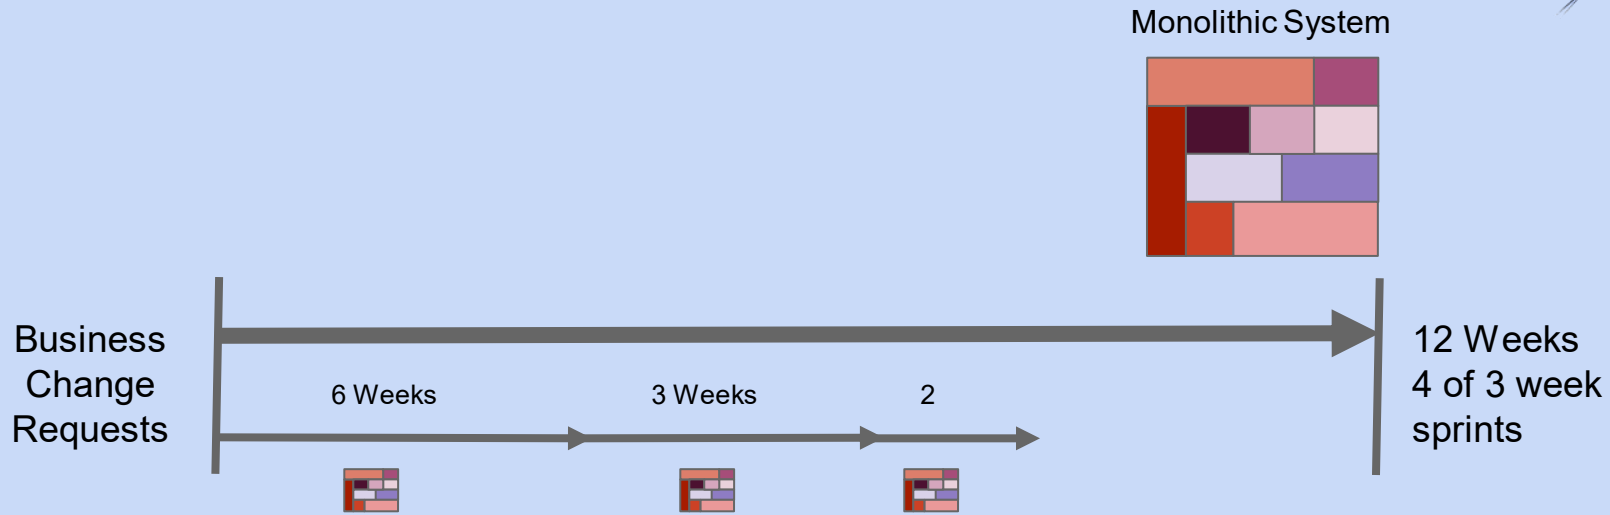 Monolithic System
Business
Change
Requests
6 Weeks
3 Weeks
2
12 Weeks
4 of 3 week
sprints